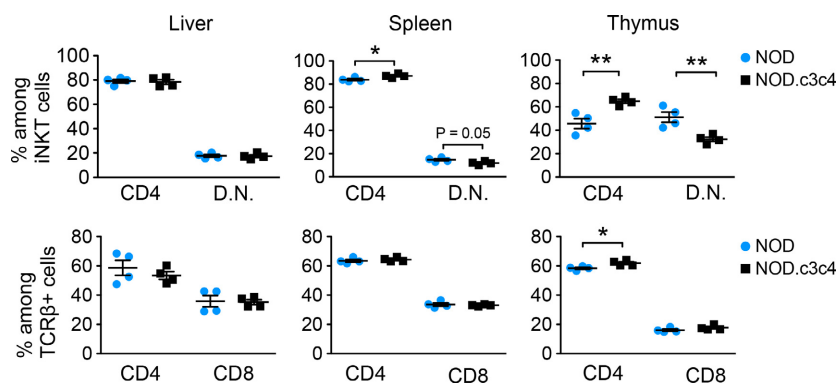 Liver
Spleen
Thymus
% among
iNKT cells
100
80
60
40
20
0
CD4
D.N.
100
80
60
40
20
0
*
P = 0.05
CD4
D.N.
100
80
60
40
20
0
**
**
CD4
D.N.
NOD
NOD.c3c4
% among
TCRβ+ cells
80
60
40
20
0
CD4
CD8
80
60
40
20
0
CD4
CD8
80
60
40
20
0
*
CD4
CD8
NOD
NOD.c3c4